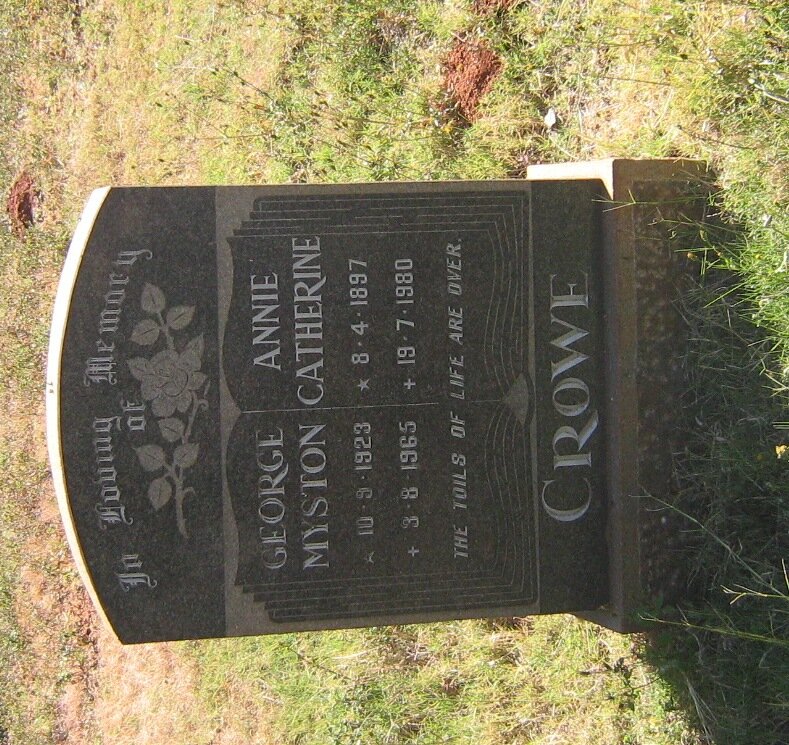 In Loving Memory
of
GEORGE
MYSTON
★ 10·9·1923
+ 3·8·1965
ANNIE
CATHERINE
★ 8·4·1897
+ 19·7·1980
THE TOILS OF LIFE ARE OVER.
CROWE